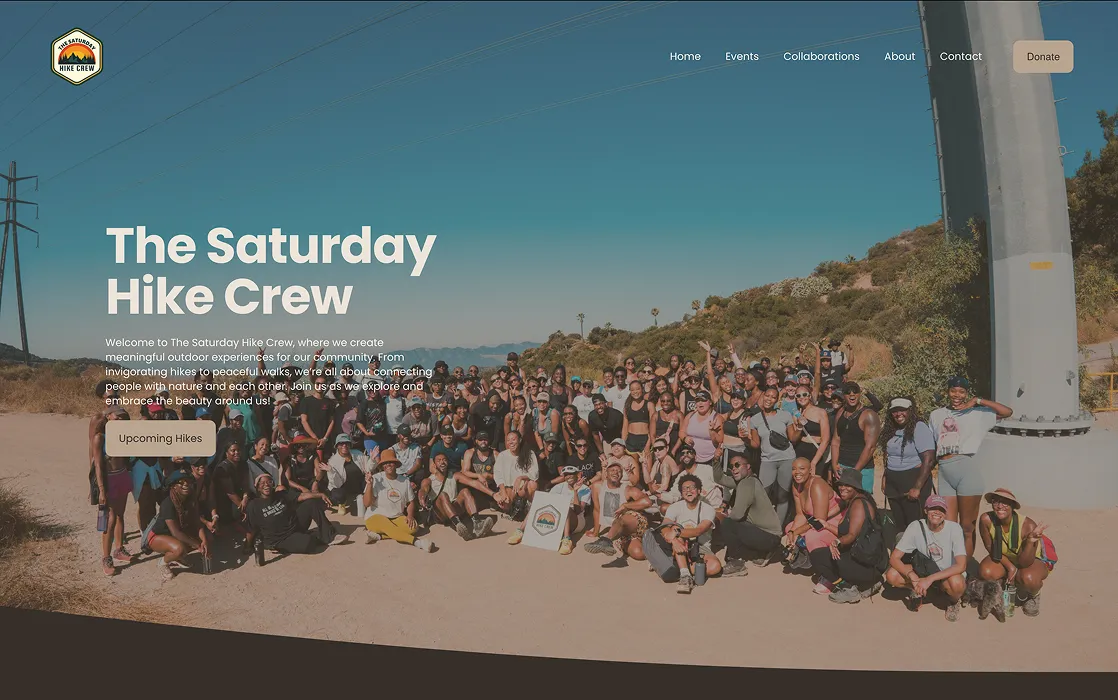 THE SATURDAY
HIKE CREW
Home
Events
Collaborations
About
Contact
Donate
The Saturday
Hike Crew
Welcome to The Saturday Hike Crew, where we create
meaningful outdoor experiences for our community. From
invigorating hikes to peaceful walks, we're all about connecting
people with nature and each other. Join us as we explore and
embrace the beauty around us!
Upcoming Hikes